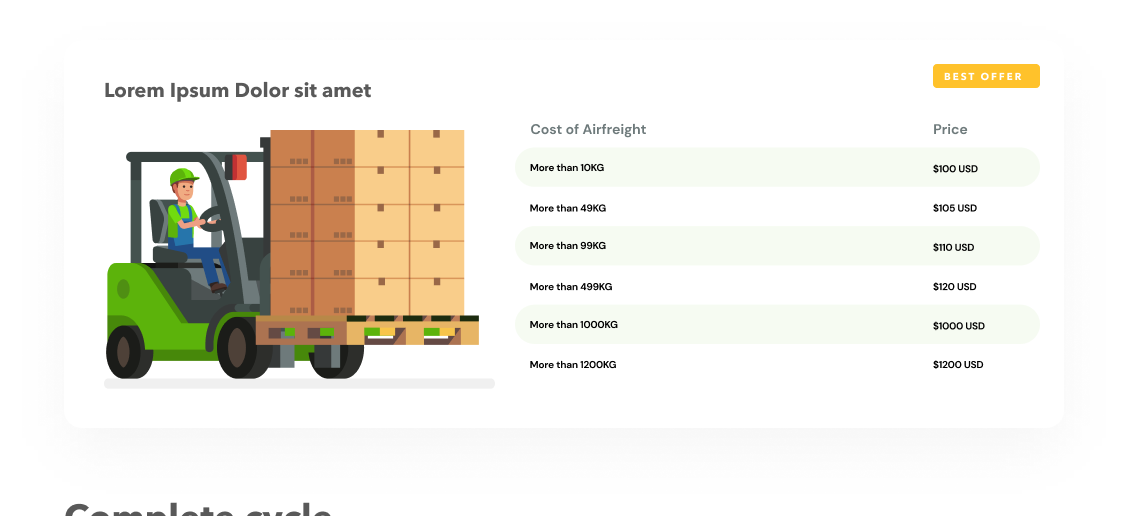 Lorem Ipsum Dolor sit amet
BEST OFFER
Cost of Airfreight Price
More than 10KG $100 USD
More than 49KG $105 USD
More than 99KG $110 USD
More than 499KG $120 USD
More than 1000KG $1000 USD
More than 1200KG $1200 USD
Complete cycle